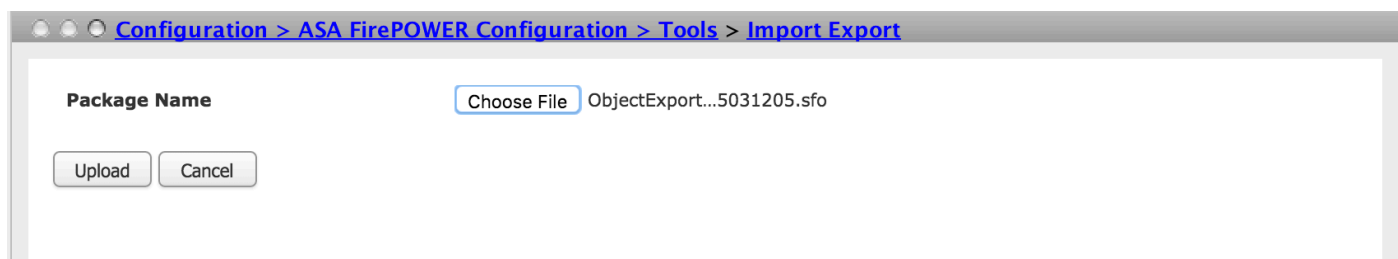 Configuration > ASA FirePOWER Configuration > Tools > Import Export
Package Name Choose File ObjectExport...5031205.sfo
Upload Cancel